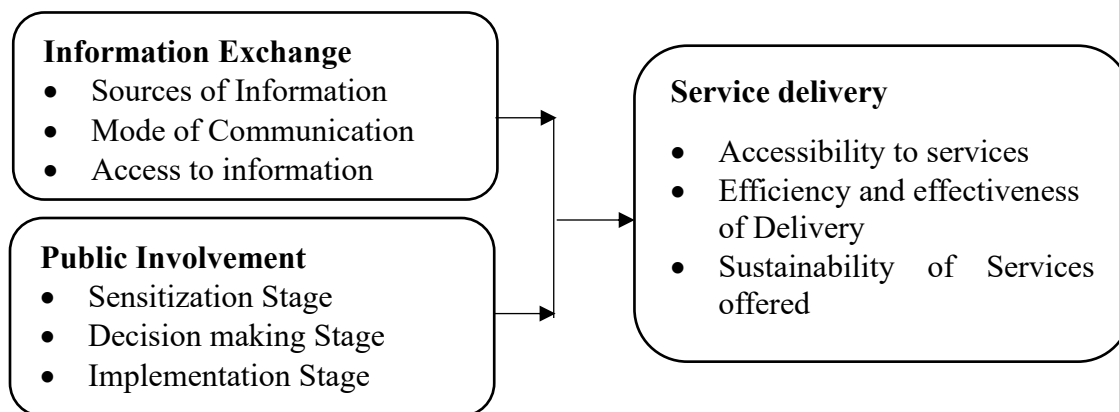 Information Exchange
• Sources of Information
• Mode of Communication
• Access to information
Public Involvement
• Sensitization Stage
• Decision making Stage
• Implementation Stage
Service delivery
• Accessibility to services
• Efficiency and effectiveness
of Delivery
• Sustainability of Services
offered